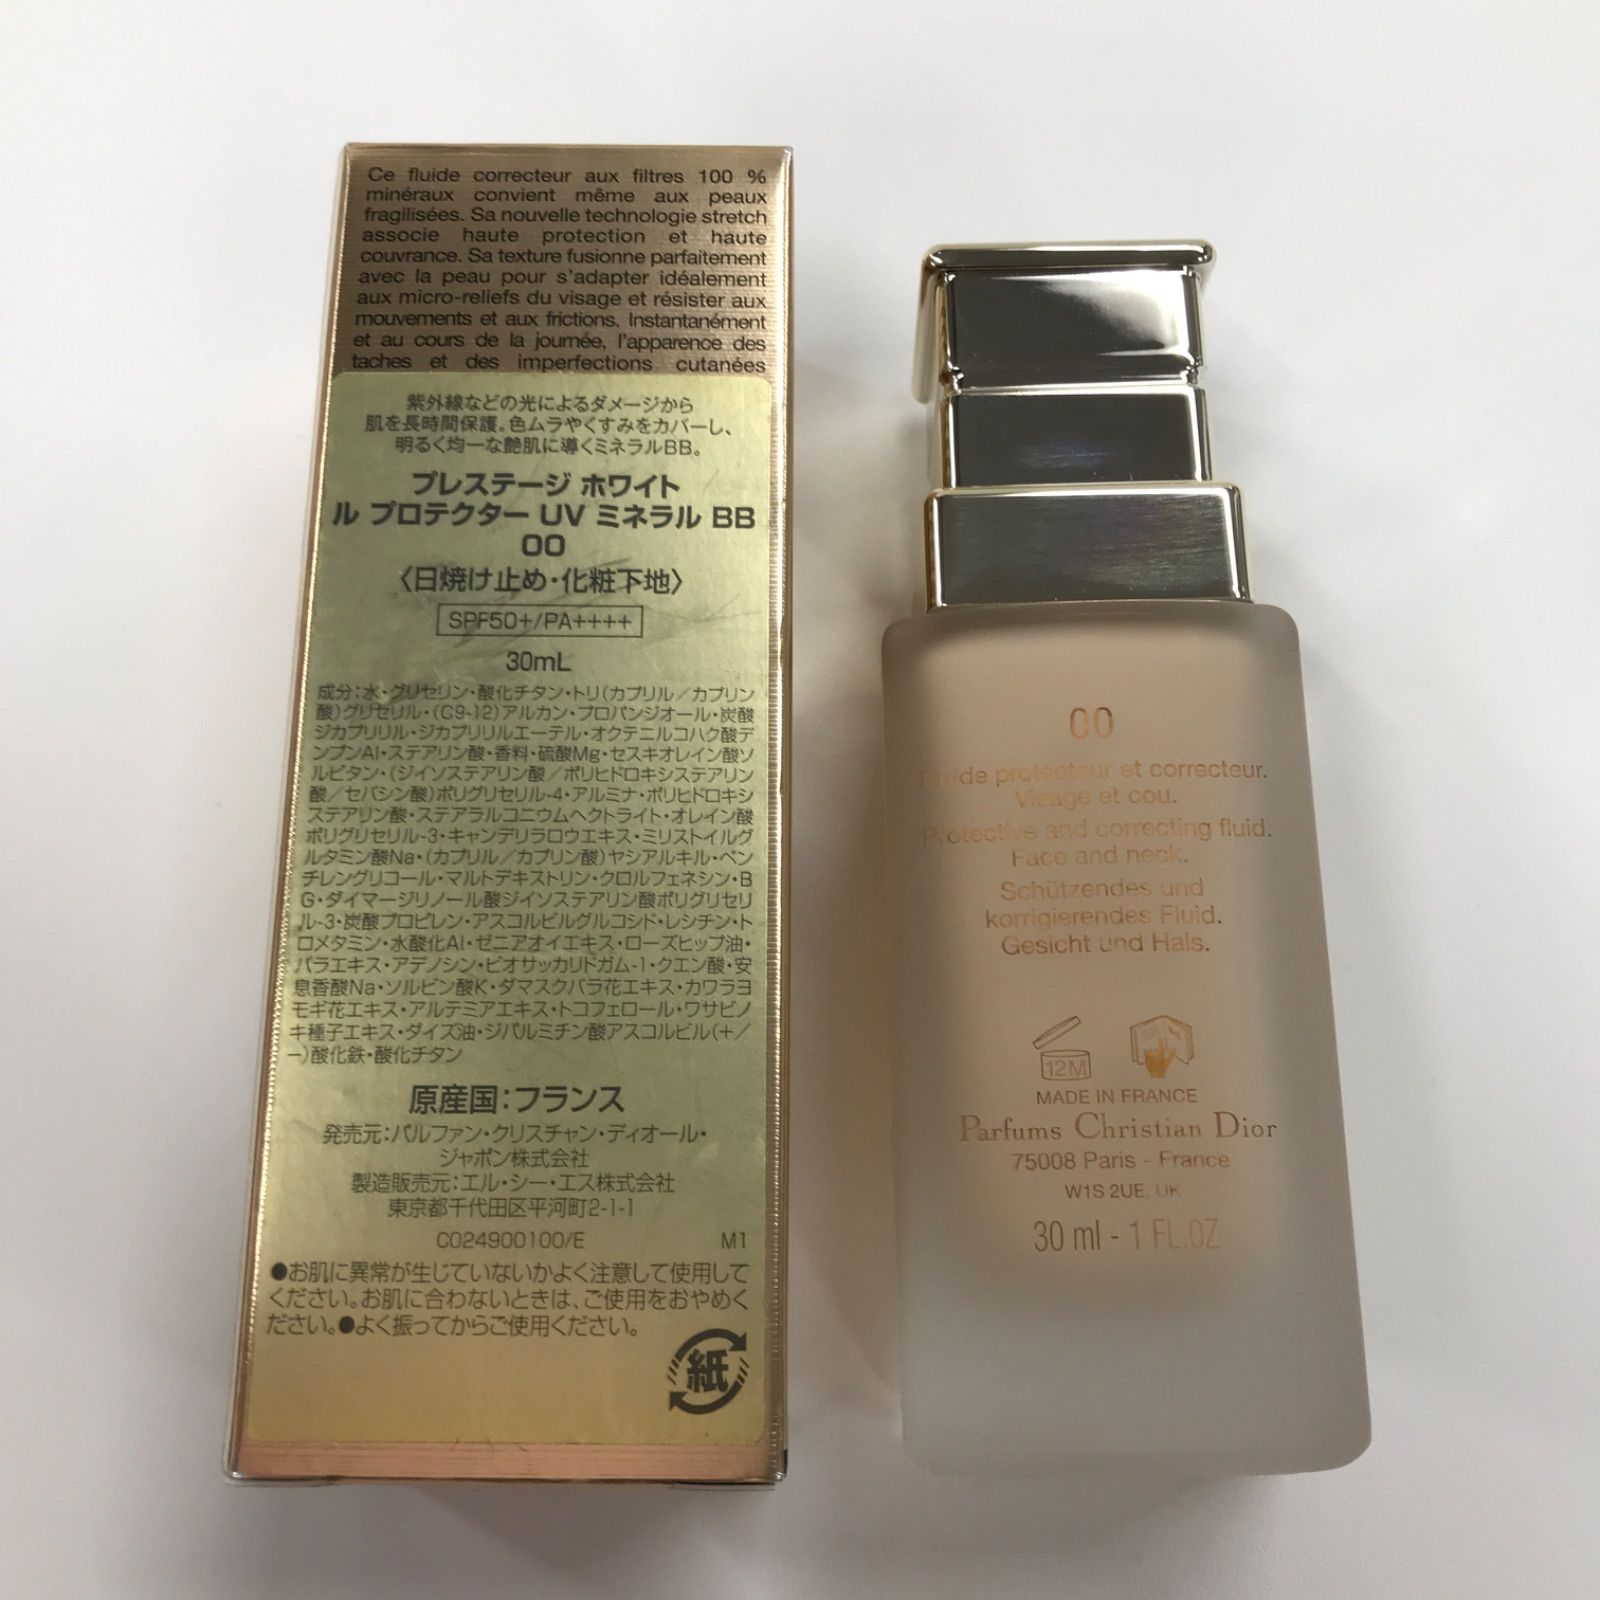 Ce fluide correcteur aux filtres 100 %
minéraux convient même aux peaux
fragilisées. Sa nouvelle technologie stretch
associe haute protection et haute
couvrance. Sa texture fusionne parfaitement
avec la peau pour s'adapter idéalement
aux micro-reliefs du visage et résister aux
mouvements et aux frictions. Instantanément
et au cours de la journée, l'apparence des
taches et des imperfections cutanées
紫外線などの光によるダメージから
肌を長時間保護。色ムラやくすみをカバーし、
明るく均一な艶肌に導くミネラルBB。
プレステージ ホワイト
ル プロテクター UV ミネラル BB
00
〈日焼け止め・化粧下地〉
SPF50+/PA++++
30mL
成分:水・グリセリン・酸化チタン・トリ(カプリル/カプリン
酸)グリセリル・(C9-12)アルカン・プロパンジオール・炭酸
ジカプリリル・ジカプリリルエーテル・オクテニルコハク酸デ
ンプンAl・ステアリン酸・香料・硫酸Mg・セスキオレイン酸ソ
ルビタン・(ジイソステアリン酸/ポリヒドロキシステアリン
酸/セバシン酸)ポリグリセリル-4・アルミナ・ポリヒドロキシ
ステアリン酸・ステアラルコニウムヘクトライト・オレイン酸
ポリグリセリル-3・キャンデリラロウエキス・ミリストイルグ
ルタミン酸Na・(カプリル/カプリン酸)ヤシアルキル・ペン
チレングリコール・マルトデキストリン・クロルフェネシン・B
G・ダイマージリノール酸ジイソステアリン酸ポリグリセリ
ル-3・炭酸プロピレン・アスコルビルグルコシド・レシチン・ト
ロメタミン・水酸化Al・ゼニアオイエキス・ローズヒップ油・
バラエキス・アデノシン・ビオサッカリドガム-1・クエン酸・安
息香酸Na・ソルビン酸K・ダマスクバラ花エキス・カワラヨ
モギ花エキス・アルテミアエキス・トコフェロール・ワサビノ
キ種子エキス・ダイズ油・ジパルミチン酸アスコルビル(+/
−)酸化鉄・酸化チタン
原産国:フランス
発売元:パルファン・クリスチャン・ディオール・
ジャポン株式会社
製造販売元:エル・シー・エス株式会社
東京都千代田区平河町2-1-1
C024900100/E M1
●お肌に異常が生じていないかよく注意して使用して
ください。お肌に合わないときは、ご使用をおやめく
ださい。●よく振ってからご使用ください。
紙
00
Fluide protecteur et correcteur.
Visage et cou.
Protective and correcting fluid.
Face and neck.
Schützendes und
korrigierendes Fluid.
Gesicht und Hals.
12M
MADE IN FRANCE
Parfums Christian Dior
75008 Paris - France
W1S 2UE, UK
30 ml - 1 FL.OZ